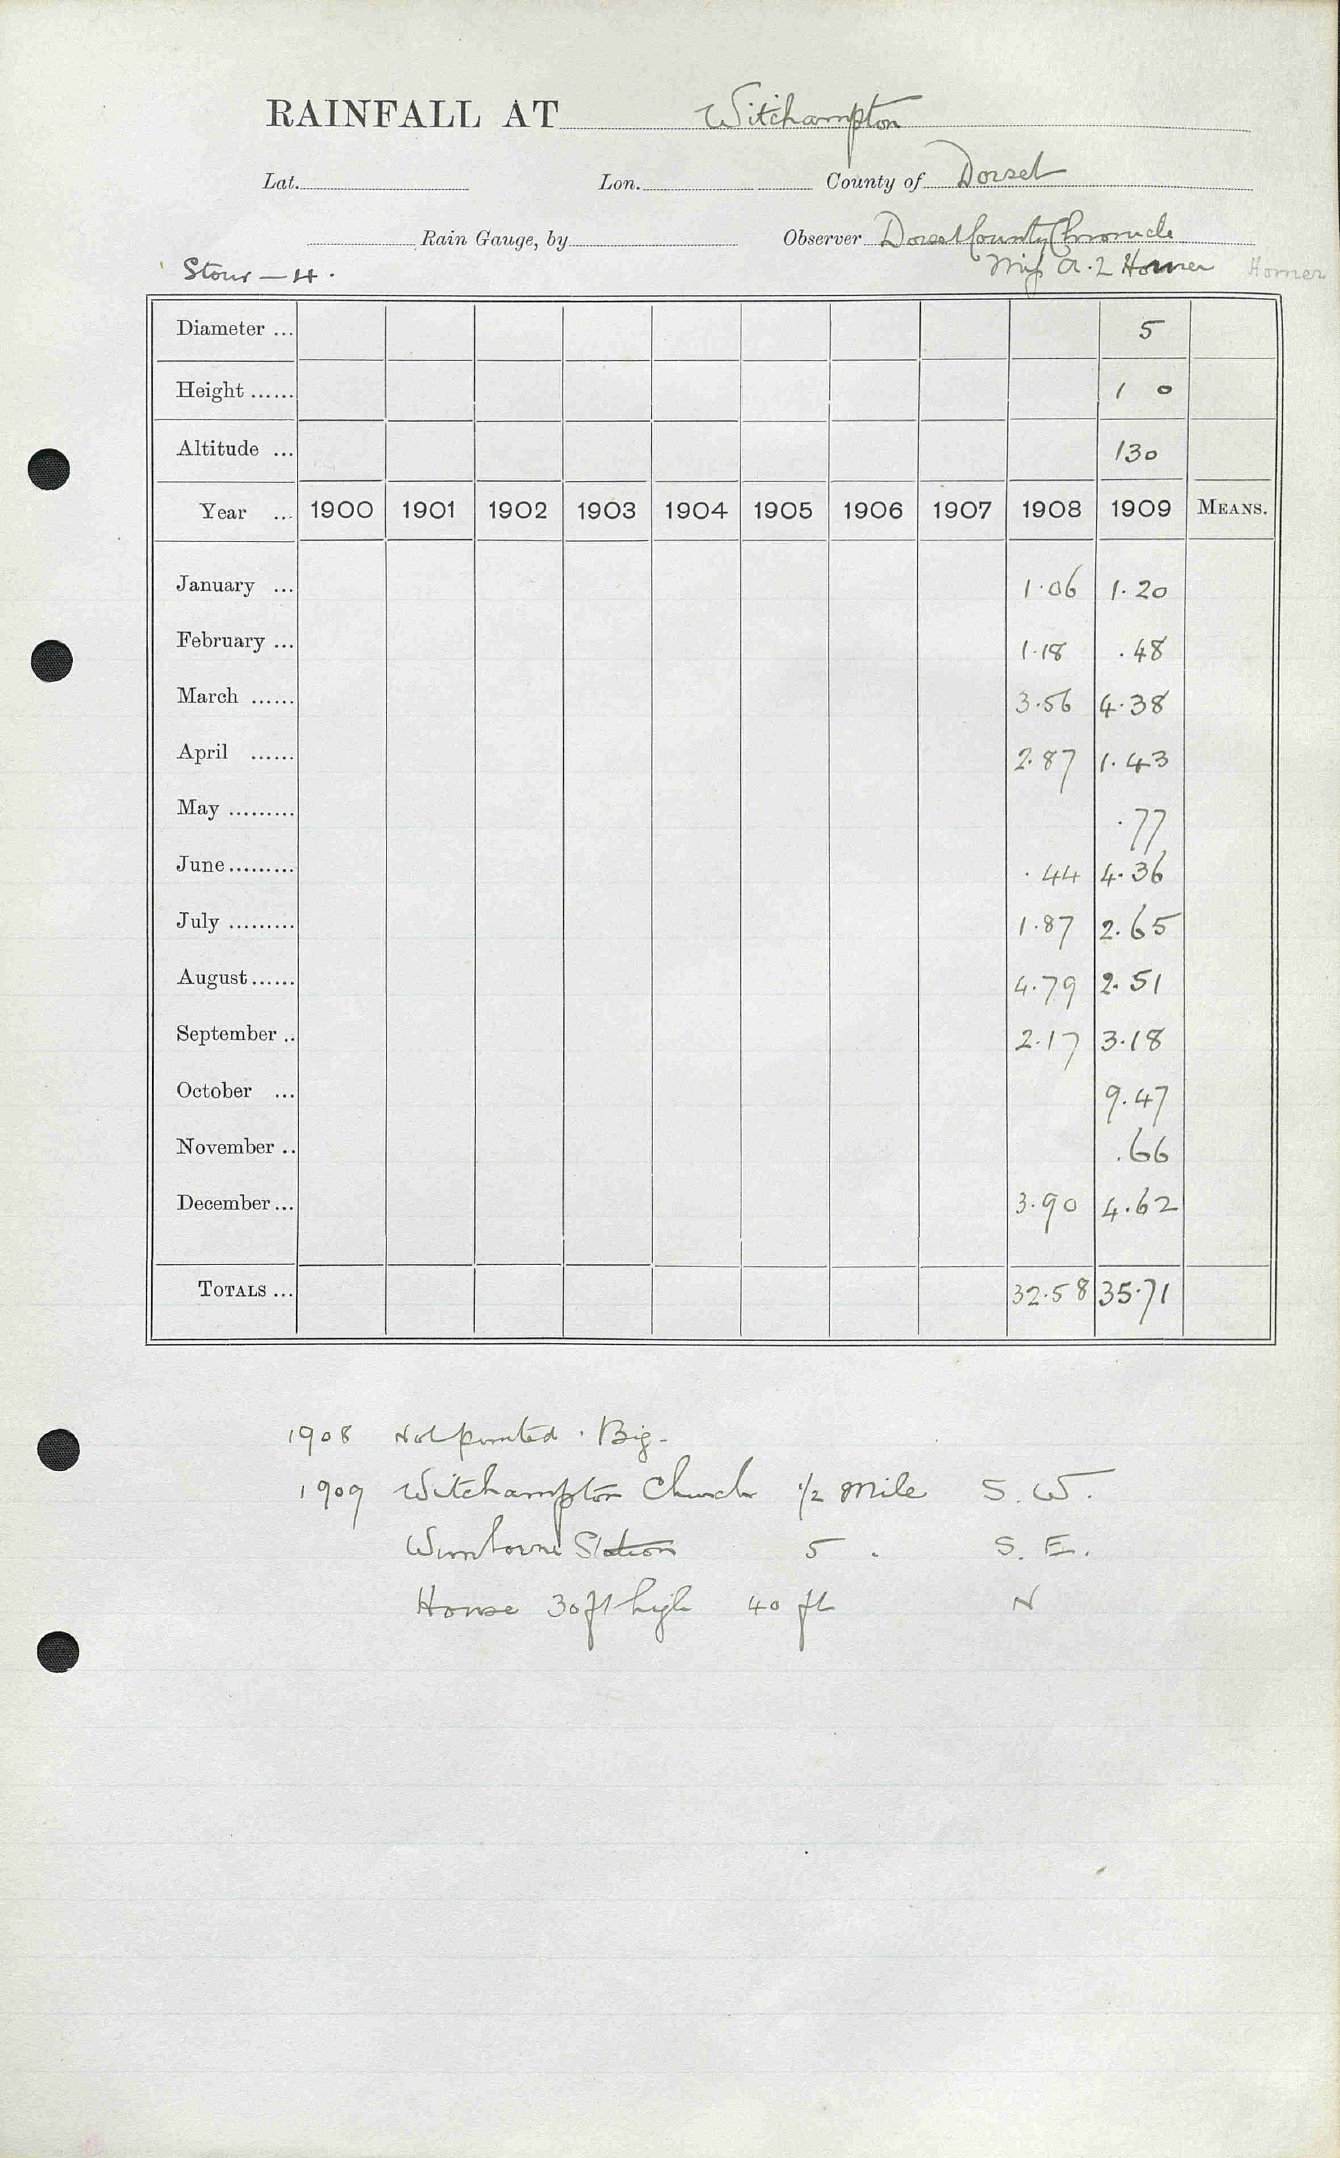 RAINFALL AT Witchampton
Lat. Lon. County of Dorset
Rain Gauge, by Observer Dorset County Chronicle
Stour — 4. Miss A. L Horner Horner
Diameter ... 5
Height ...... 1 0
Altitude ... 130
Year ... 1900 1901 1902 1903 1904 1905 1906 1907 1908 1909 MEANS.
January ... 1.06 1.20
February ... 1.18 .48
March ...... 3.56 4.38
April ...... 2.87 1.43
May ......... .77
June ......... .44 4.36
July ......... 1.87 2.65
August ...... 4.79 2.51
September .. 2.17 3.18
October ... 9.47
November .. .66
December ... 3.90 4.62
TOTALS ... 32.58 35.71
1908 Not printed. Big.
1909 Witchampton Church 1/2 Mile S. W.
Wimborne Station 5 . S. E.
House 30 ft high 40 ft N